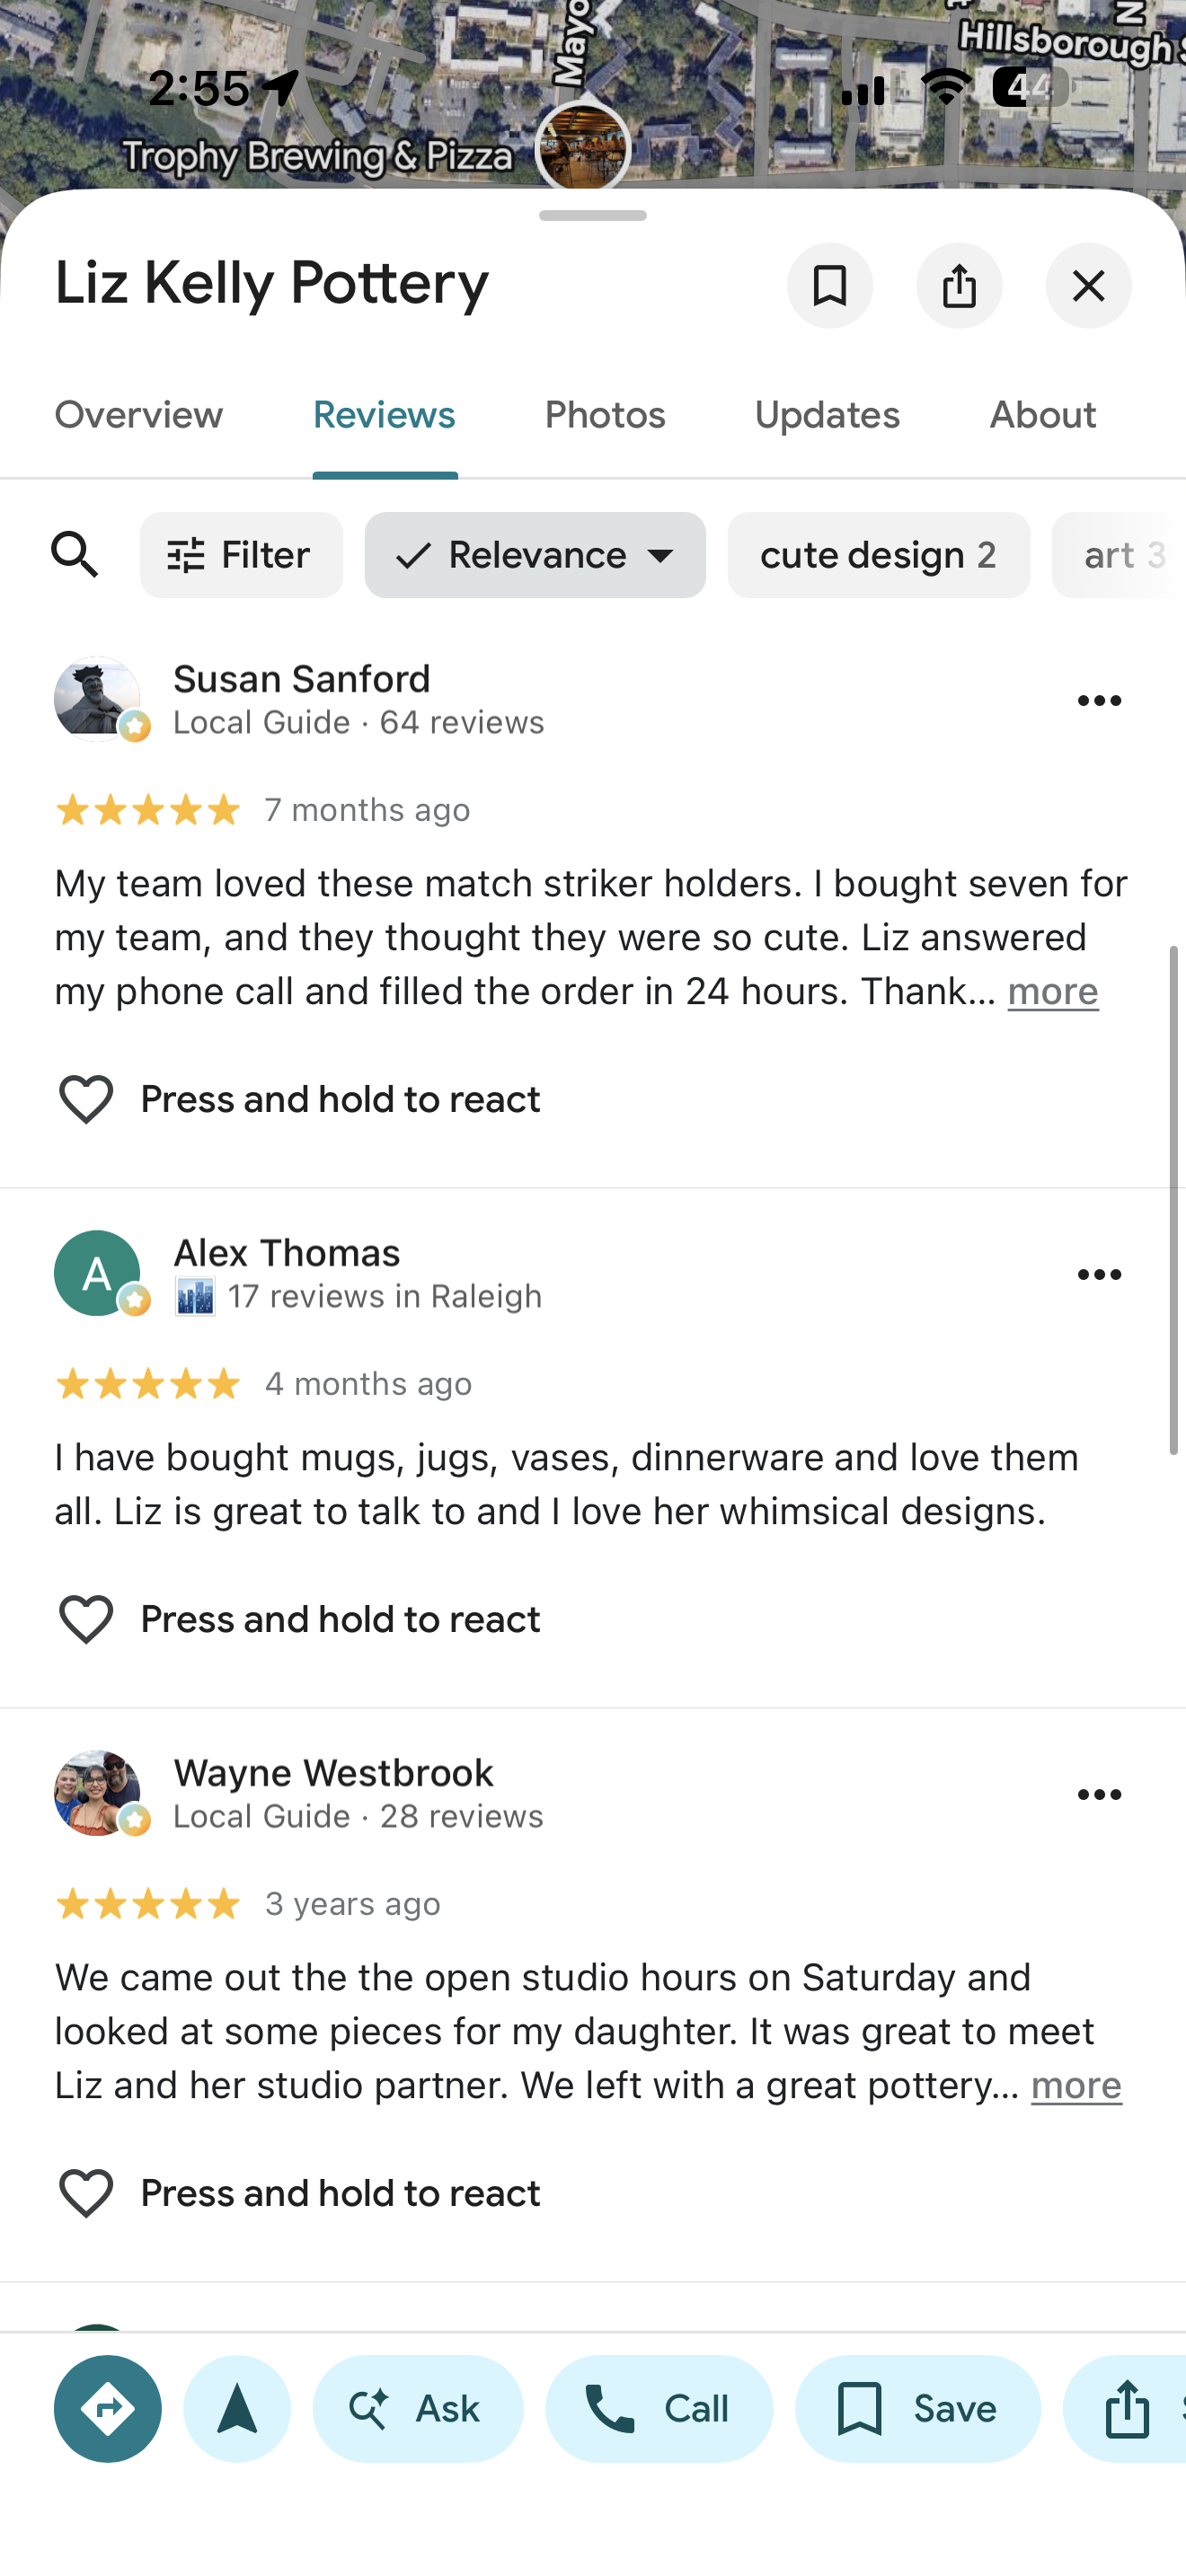 Mayo
Hillsborough
N
2:55
44
Trophy Brewing & Pizza
Liz Kelly Pottery
Overview
Reviews
Photos
Updates
About
Filter
Relevance
cute design 2
art 3
Susan Sanford
Local Guide · 64 reviews
7 months ago
My team loved these match striker holders. I bought seven for
my team, and they thought they were so cute. Liz answered
my phone call and filled the order in 24 hours. Thank... more
Press and hold to react
A
Alex Thomas
17 reviews in Raleigh
4 months ago
I have bought mugs, jugs, vases, dinnerware and love them
all. Liz is great to talk to and I love her whimsical designs.
Press and hold to react
Wayne Westbrook
Local Guide · 28 reviews
3 years ago
We came out the the open studio hours on Saturday and
looked at some pieces for my daughter. It was great to meet
Liz and her studio partner. We left with a great pottery... more
Press and hold to react
Ask
Call
Save